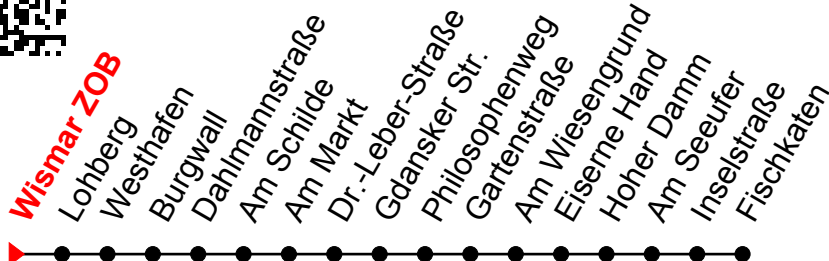 Wismar ZOB
Lohberg
Westhafen
Burgwall
Dahlmannstraße
Am Schilde
Am Markt
Dr.-Leber-Straße
Gdansker Str.
Philosophenweg
Gartenstraße
Am Wiesengrund
Eiserne Hand
Hoher Damm
Am Seeufer
Inselstraße
Fischkaten